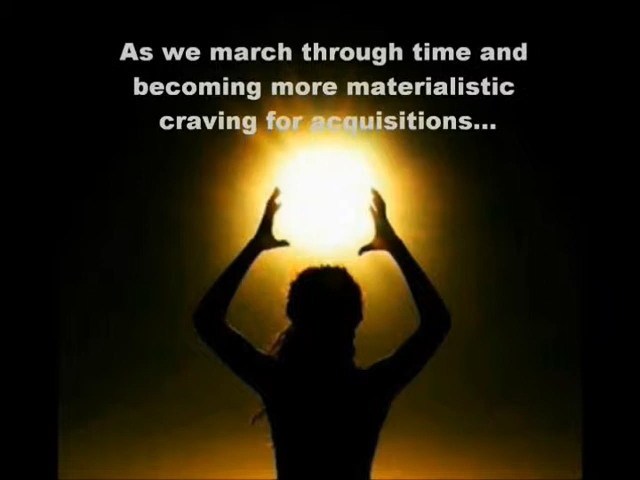 As we march through time and
becoming more materialistic
craving for acquisitions...